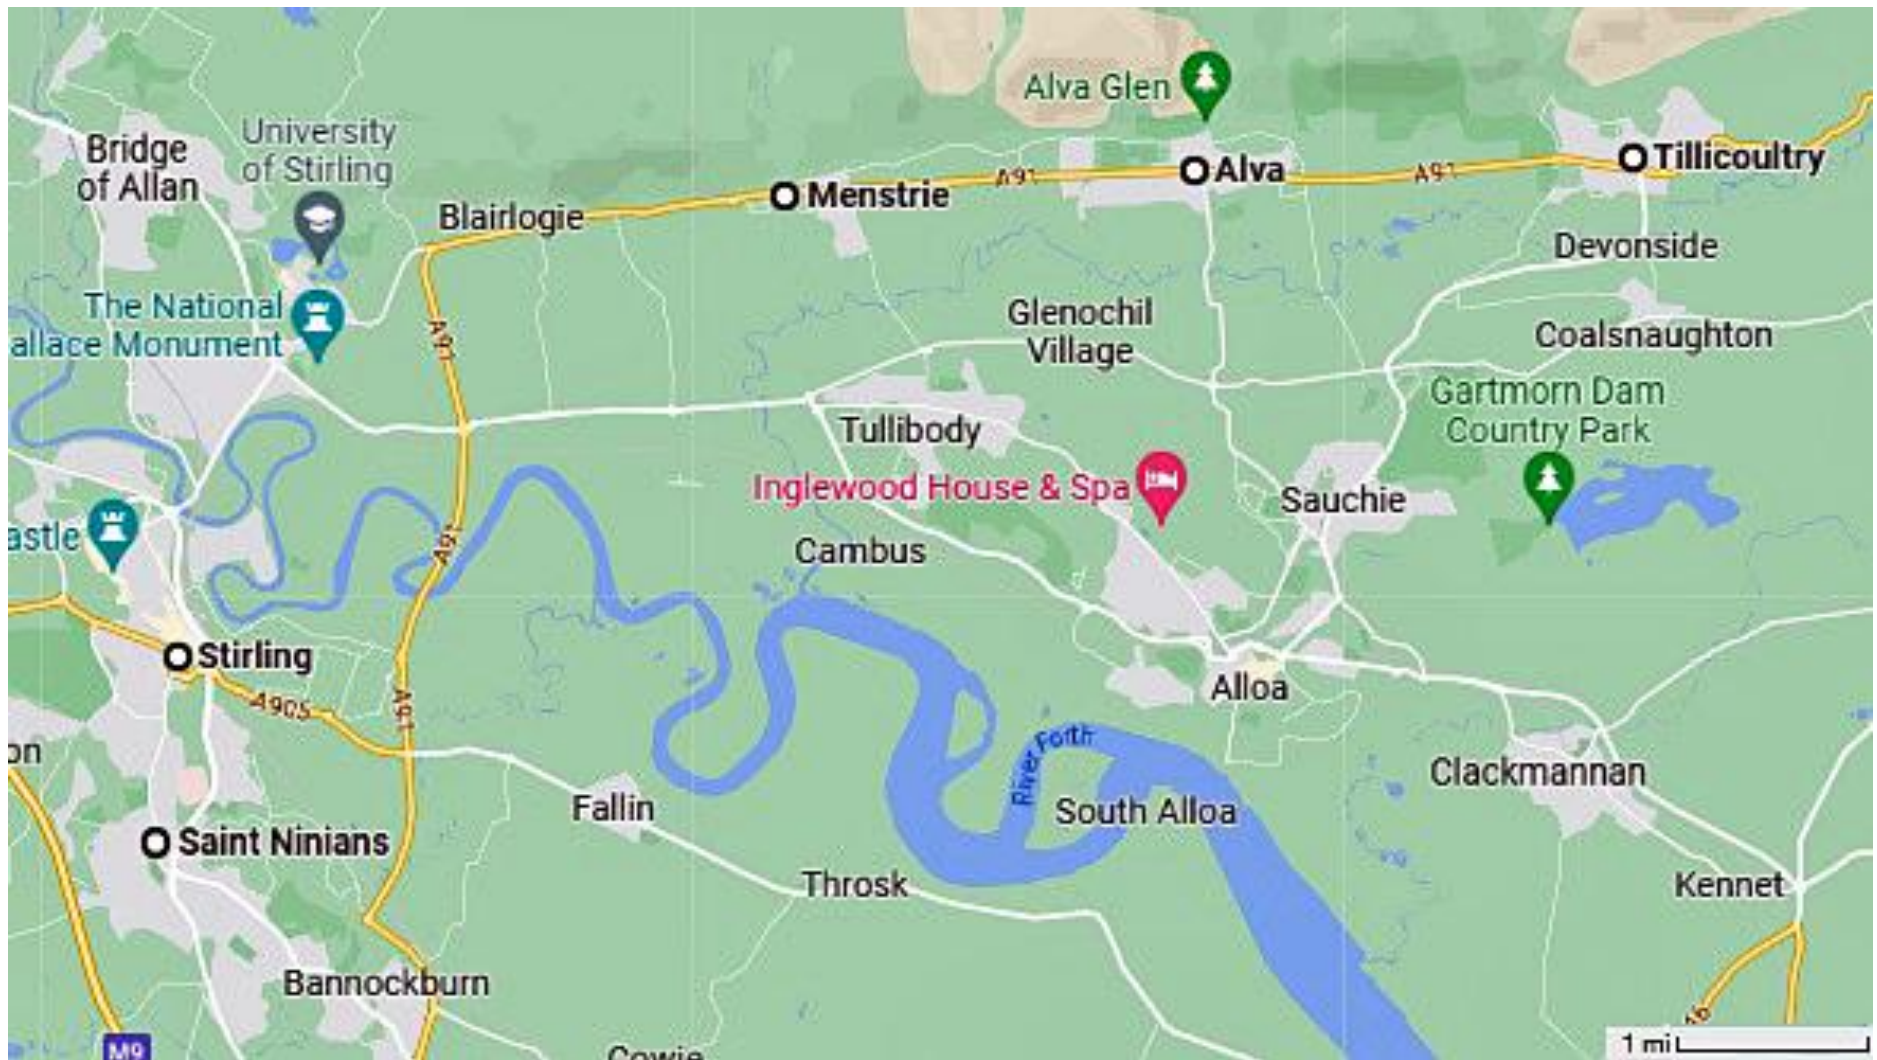 Alva Glen
Bridge
of Allan
University
of Stirling
Tillicoultry
Alva
A91
A91
Menstrie
Blairlogie
Devonside
The National
allace Monument
A91
Glenochil
Village
Coalsnaughton
Gartmorn Dam
Country Park
Tullibody
Inglewood House & Spa
Sauchie
astle
A91
Cambus
Stirling
A905
A91
Alloa
River Forth
on
Clackmannan
Fallin
South Alloa
Saint Ninians
Throsk
Kennet
Bannockburn
M9
Cowie
1 mi